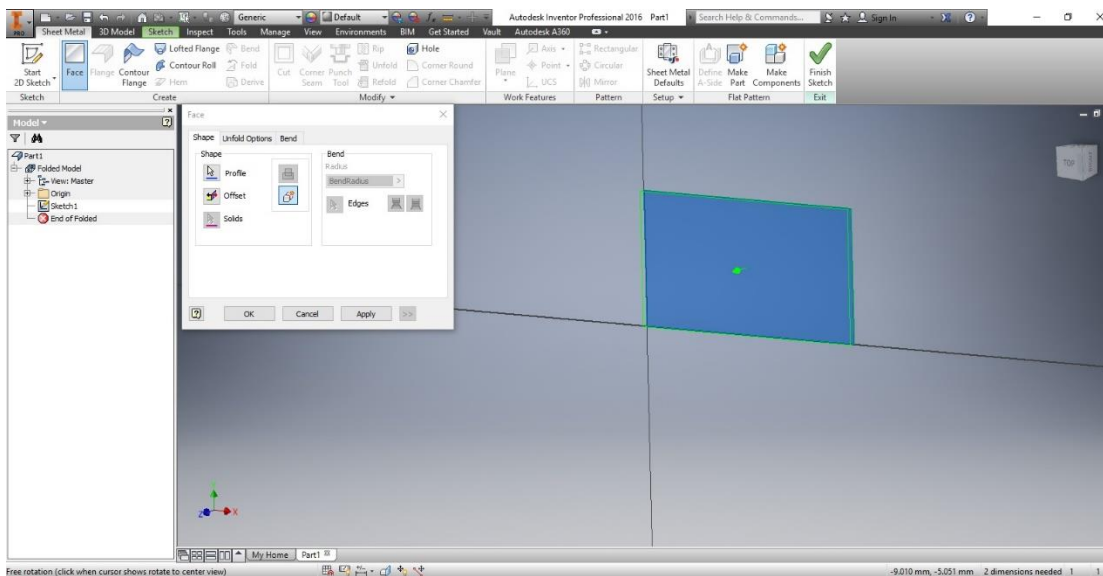 PRO
Generic
Default
Autodesk Inventor Professional 2016 Part1
Search Help & Commands...
Sign In
Sheet Metal 3D Model Sketch Inspect Tools Manage View Environments BIM Get Started Vault Autodesk A360
Start 2D Sketch
Face
Flange
Contour Flange
Lofted Flange
Contour Roll
Hem
Bend
Fold
Derive
Cut
Corner Seam
Punch Tool
Rip
Unfold
Refold
Hole
Corner Round
Corner Chamfer
Plane
Axis
Point
UCS
Rectangular
Circular
Mirror
Sheet Metal Defaults
Define A-Side
Make Part
Make Components
Finish Sketch
Sketch Create Modify Work Features Pattern Setup Flat Pattern Exit
Model
Part1
Folded Model
View: Master
Origin
Sketch1
End of Folded
Face
Shape Unfold Options Bend
Shape
Profile
Offset
Solids
Bend
Radius
BendRadius >
Edges
OK Cancel Apply >>
TOP
Z X
My Home Part1
Free rotation (click when cursor shows rotate to center view)
-9.010 mm, -5.051 mm 2 dimensions needed 1 1